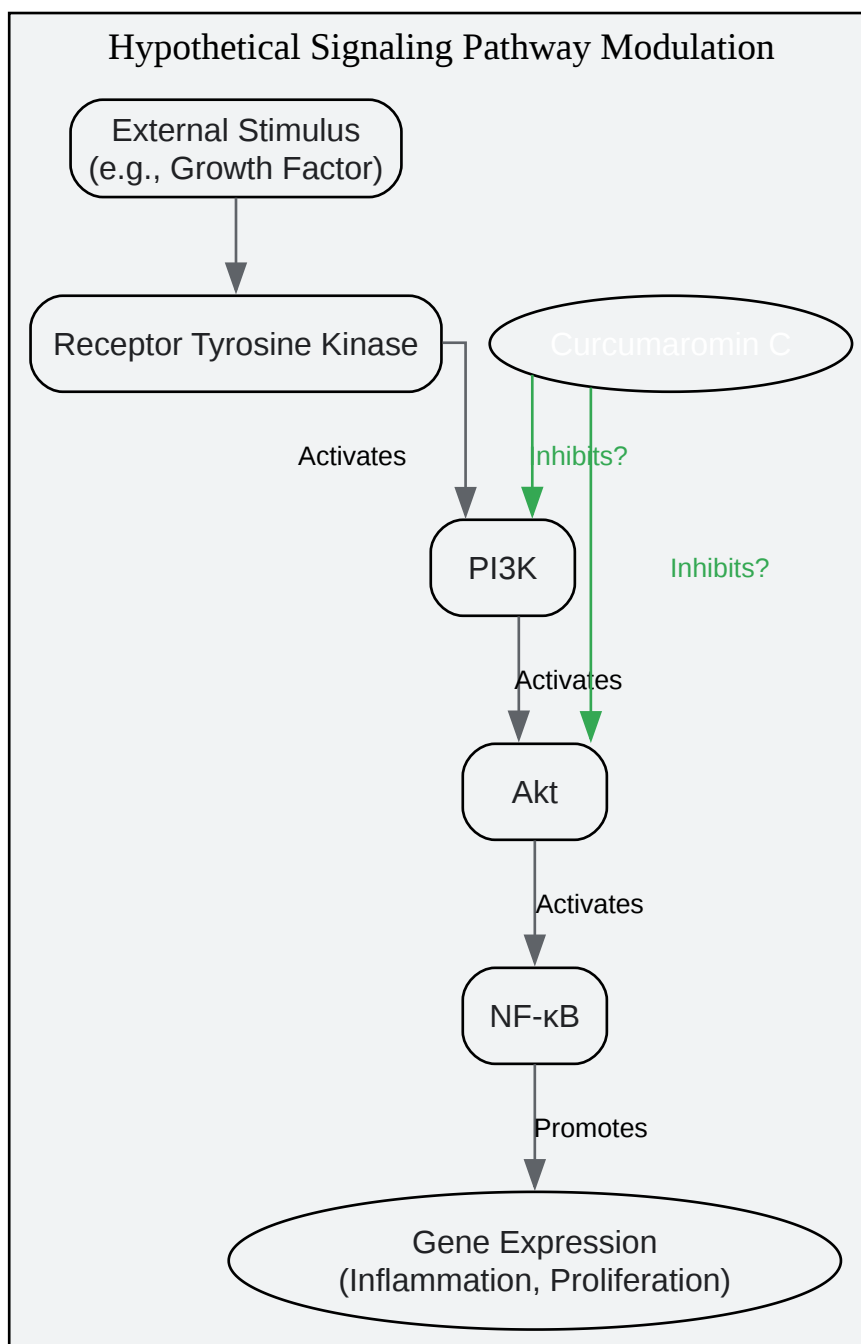 Hypothetical Signaling Pathway Modulation
External Stimulus
(e.g., Growth Factor)
Receptor Tyrosine Kinase
Curcumaromin C
Activates
Inhibits?
PI3K
Inhibits?
Activates
Akt
Activates
NF-κB
Promotes
Gene Expression
(Inflammation, Proliferation)